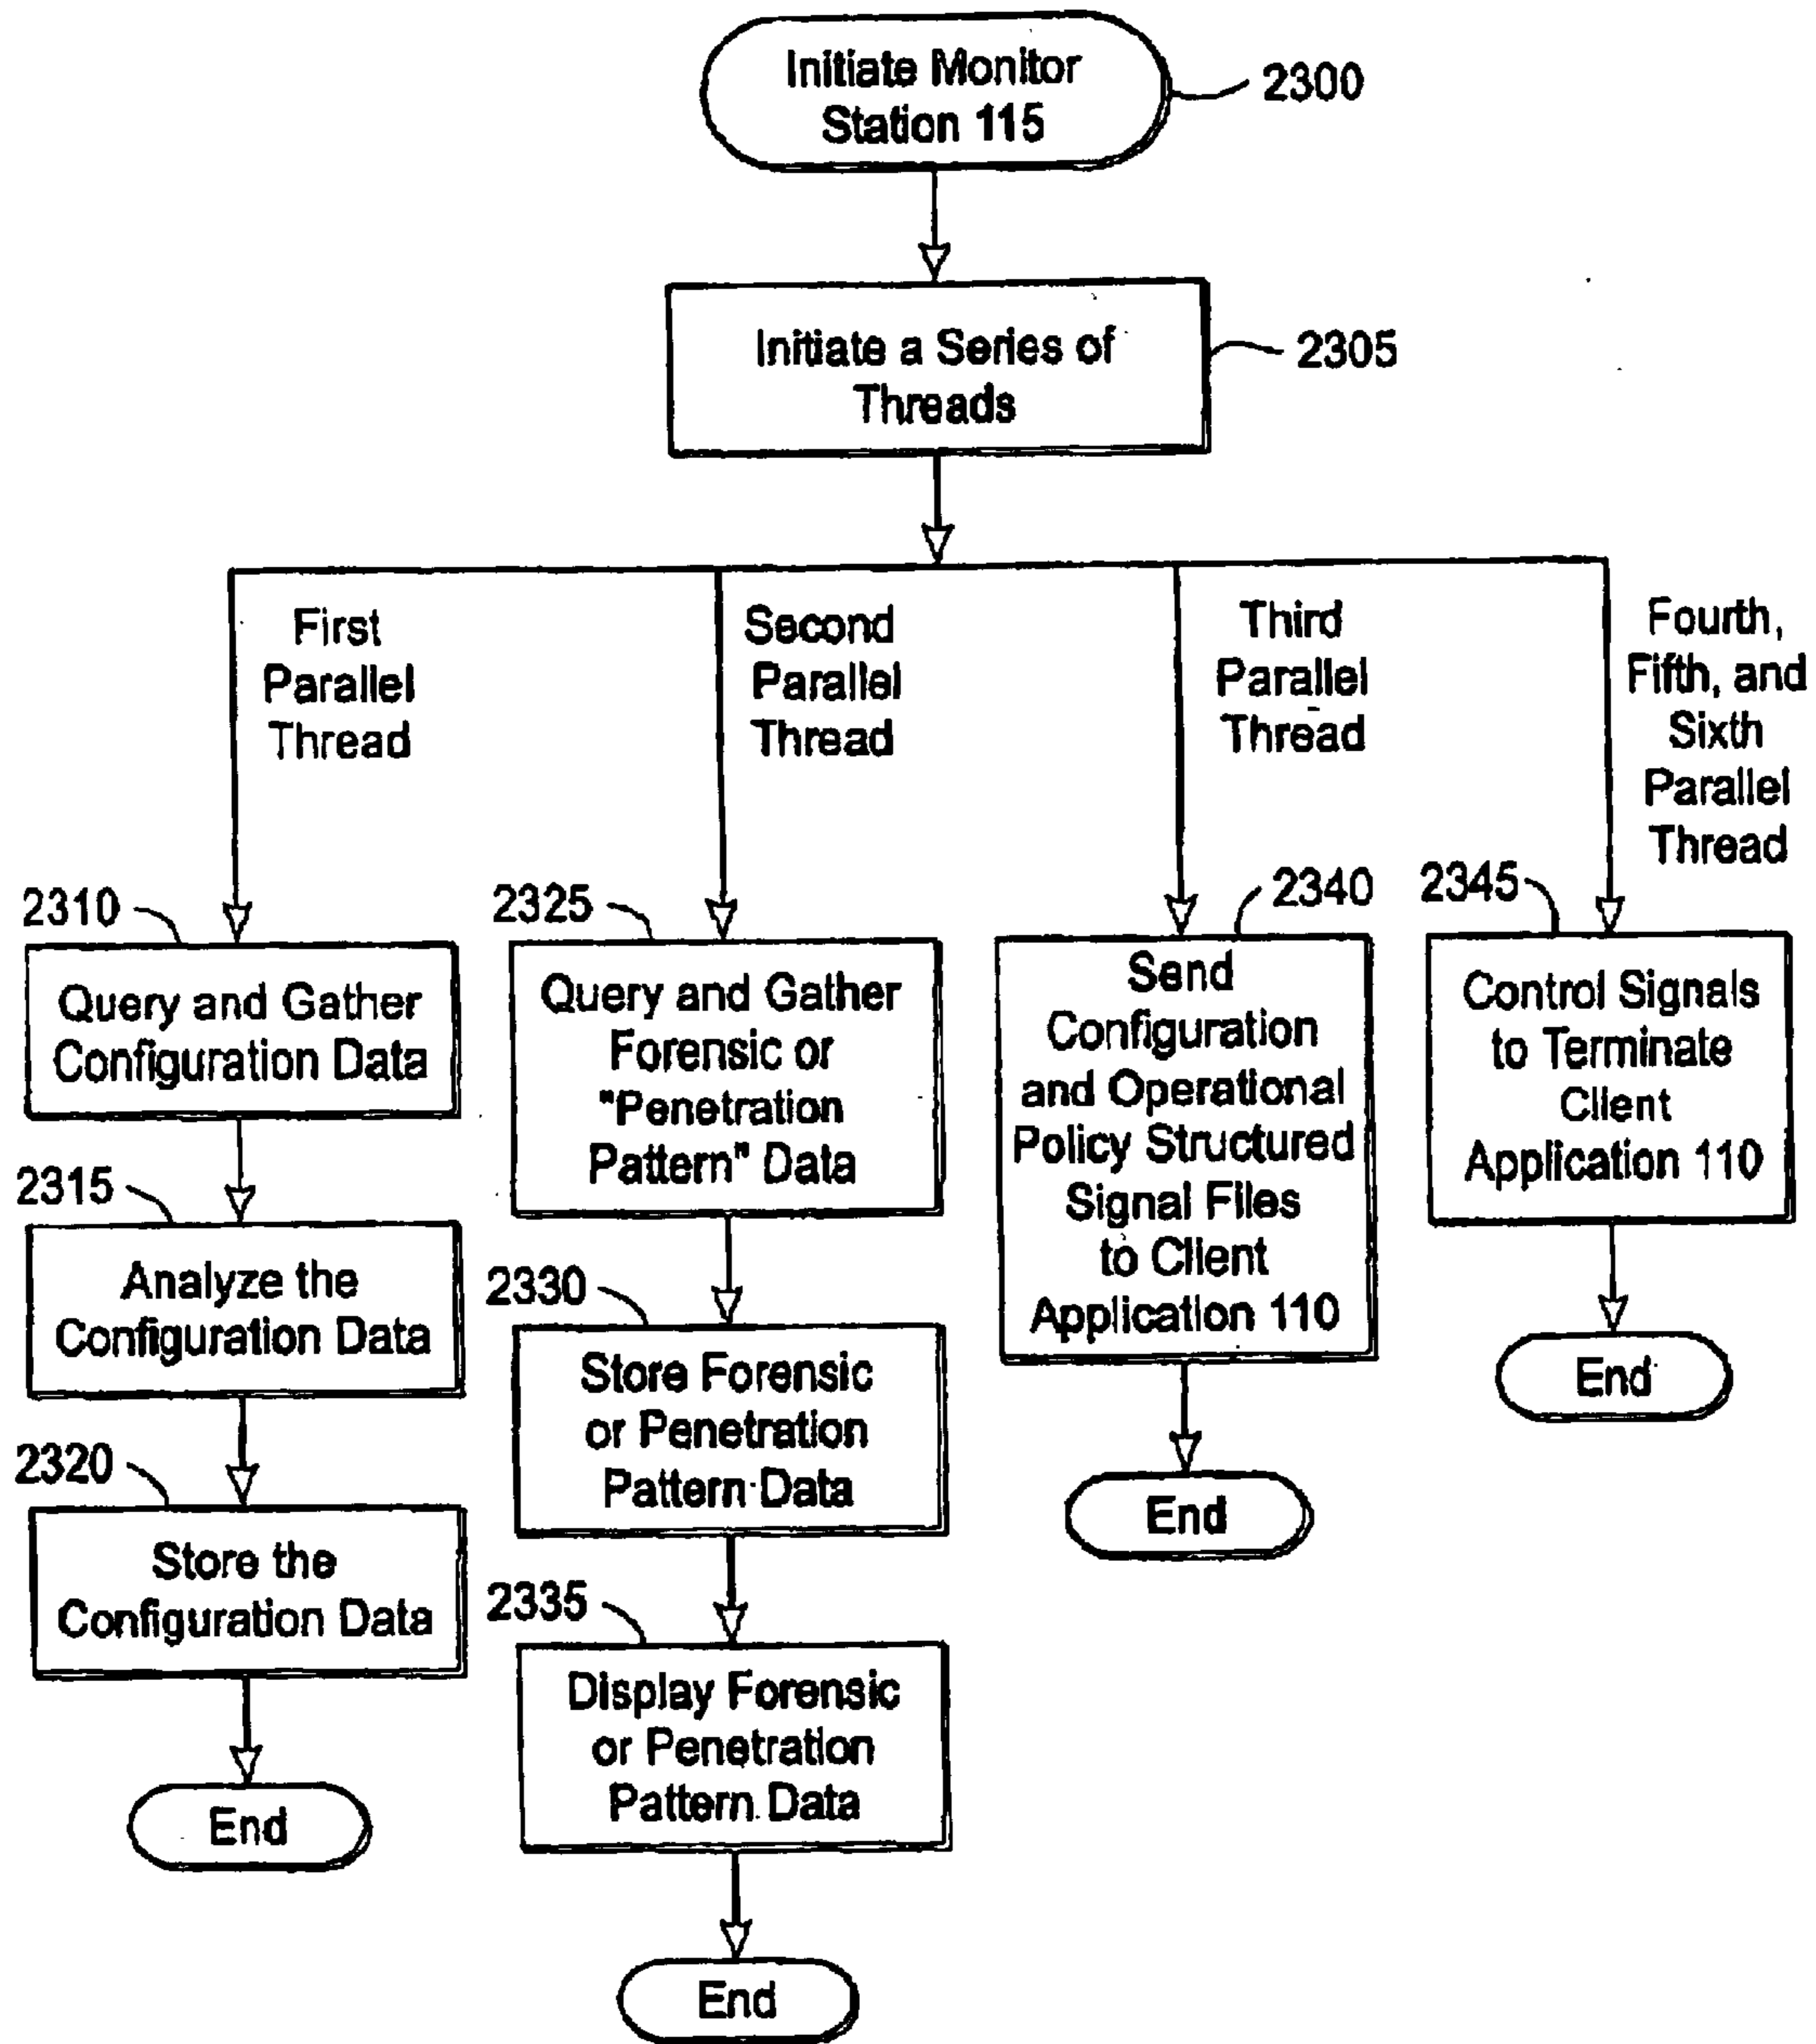 Initiate Monitor
Station 115
2300
Initiate a Series of
Threads
2305
First
Parallel
Thread
Second
Parallel
Thread
Third
Parallel
Thread
Fourth,
Fifth, and
Sixth
Parallel
Thread
2310
Query and Gather
Configuration Data
2315
Analyze the
Configuration Data
2320
Store the
Configuration Data
End
2325
Query and Gather
Forensic or
"Penetration
Pattern" Data
2330
Store Forensic
or Penetration
Pattern Data
2335
Display Forensic
or Penetration
Pattern Data
End
2340
Send
Configuration
and Operational
Policy Structured
Signal Files
to Client
Application 110
End
2345
Control Signals
to Terminate
Client
Application 110
End